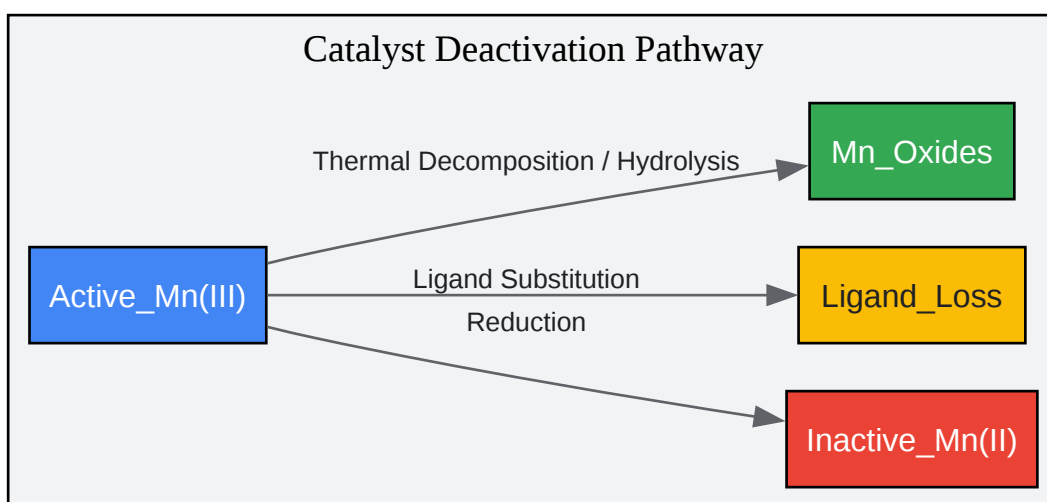 Catalyst Deactivation Pathway
Mn_Oxides
Thermal Decomposition / Hydrolysis
Active_Mn(III)
Ligand Substitution
Ligand_Loss
Reduction
Inactive_Mn(II)